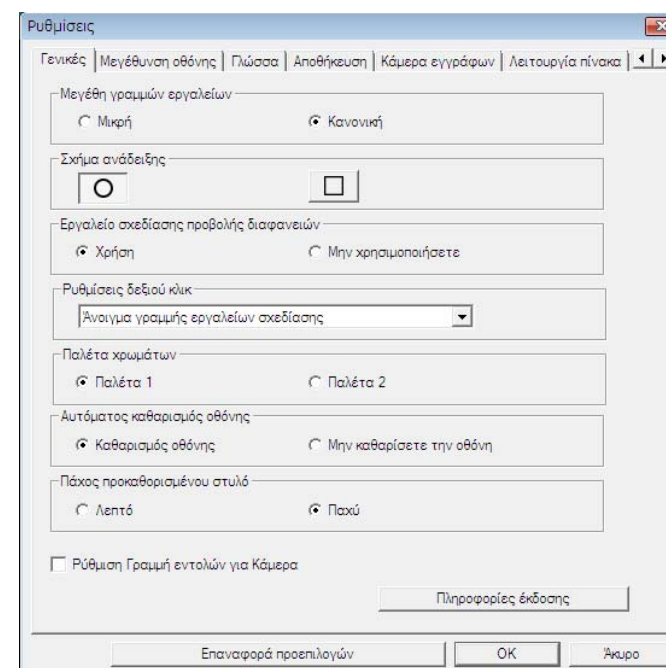 Ρυθμίσεις
Γενικές Μεγέθυνση οθόνης Γλώσσα Αποθήκευση Κάμερα εγγράφων Λειτουργία πίνακα
Μεγέθη γραμμών εργαλείων
Μικρή Κανονική
Σχήμα ανάδειξης
Εργαλείο σχεδίασης προβολής διαφανειών
Χρήση Μην χρησιμοποιήσετε
Ρυθμίσεις δεξιού κλικ
Άνοιγμα γραμμής εργαλείων σχεδίασης
Παλέτα χρωμάτων
Παλέτα 1 Παλέτα 2
Αυτόματος καθαρισμός οθόνης
Καθαρισμός οθόνης Μην καθαρίσετε την οθόνη
Πάχος προκαθορισμένου στυλό
Λεπτό Παχύ
Ρύθμιση Γραμμή εντολών για Κάμερα
Πληροφορίες έκδοσης
Επαναφορά προεπιλογών OK Άκυρο